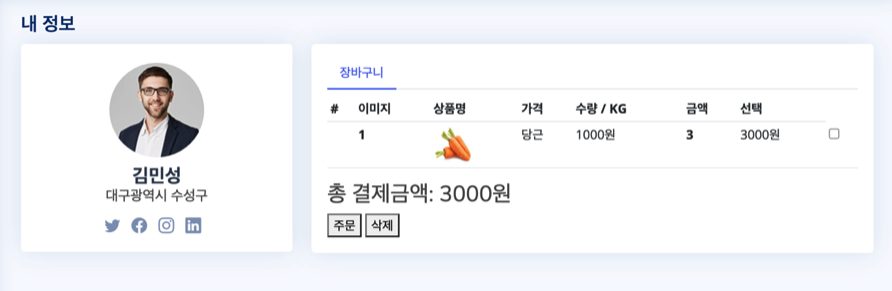 내 정보
김민성
대구광역시 수성구
장바구니
# 이미지 상품명 가격 수량 / KG 금액 선택
1 당근 1000원 3 3000원
총 결제금액: 3000원
주문 삭제